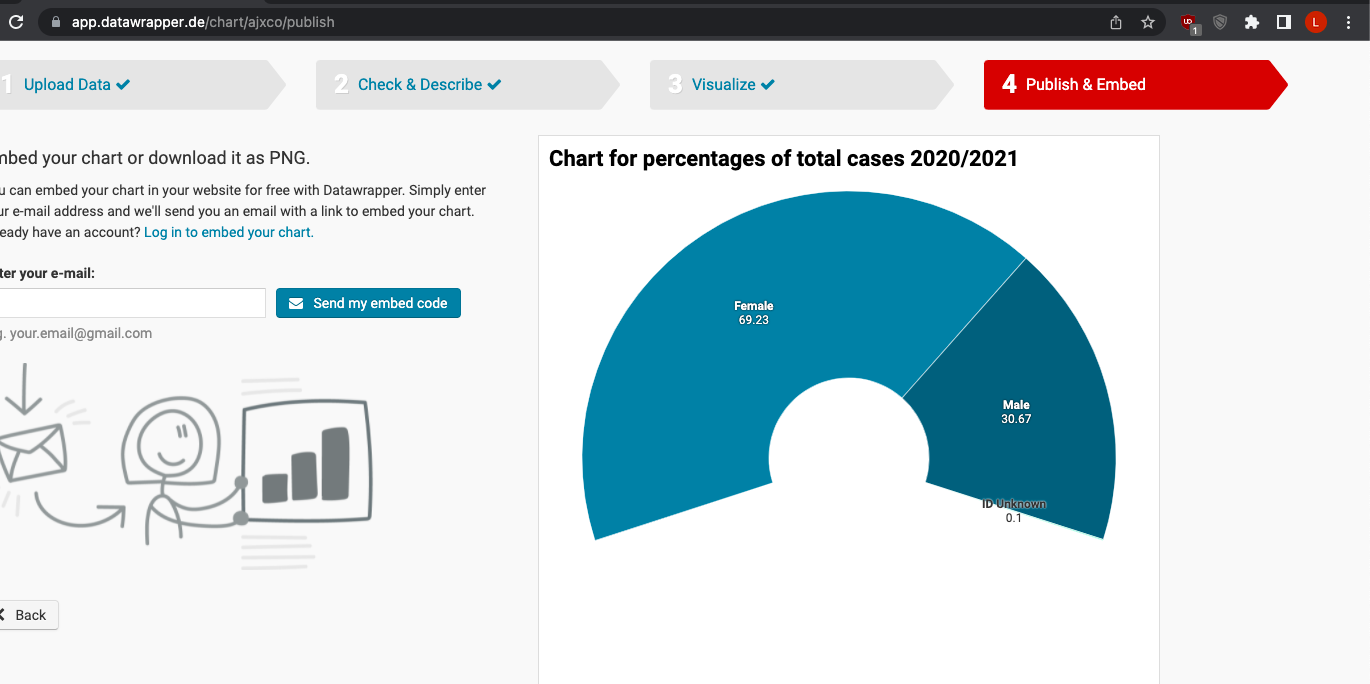 app.datawrapper.de/chart/ajxco/publish
UD
1
L
1 Upload Data
2 Check & Describe
3 Visualize
4 Publish & Embed
mbed your chart or download it as PNG.
u can embed your chart in your website for free with Datawrapper. Simply enter
ur e-mail address and we'll send you an email with a link to embed your chart.
eady have an account? Log in to embed your chart.
ter your e-mail:
Send my embed code
g. your.email@gmail.com
Back
Chart for percentages of total cases 2020/2021
Female
69.23
Male
30.67
ID Unknown
0.1